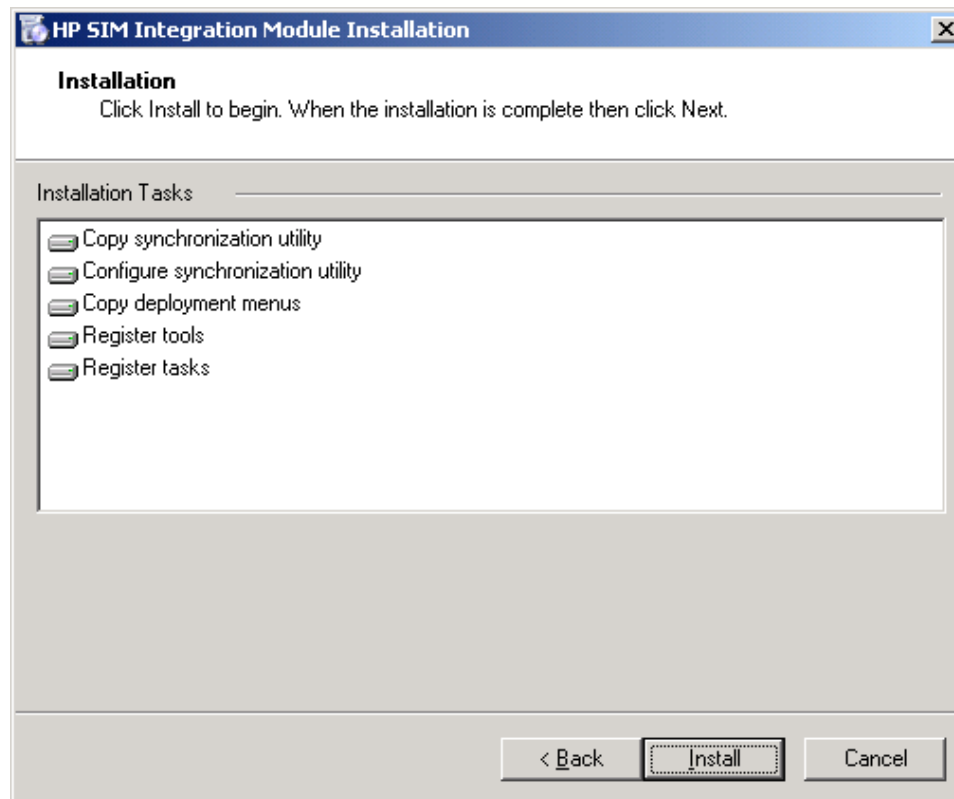 HP SIM Integration Module Installation
Installation
Click Install to begin. When the installation is complete then click Next.
Installation Tasks
Copy synchronization utility
Configure synchronization utility
Copy deployment menus
Register tools
Register tasks
< Back
Install
Cancel